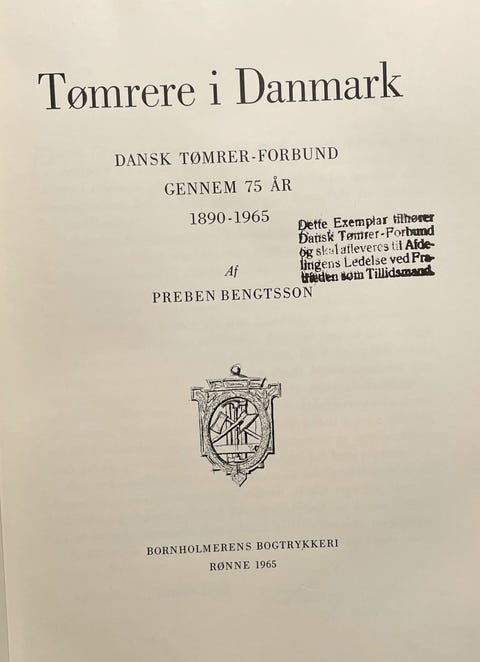 Tømrere i Danmark
DANSK TØMRER-FORBUND
GENNEM 75 ÅR
1890-1965
Dette Exemplar tilhører
Dansk Tømrer-Forbund
og skal afleveres til Afde-
lingens Ledelse ved Fra-
træden som Tillidsmand.
Af
PREBEN BENGTSSON
BORNHOLMERENS BOGTRYKKERI
RØNNE 1965